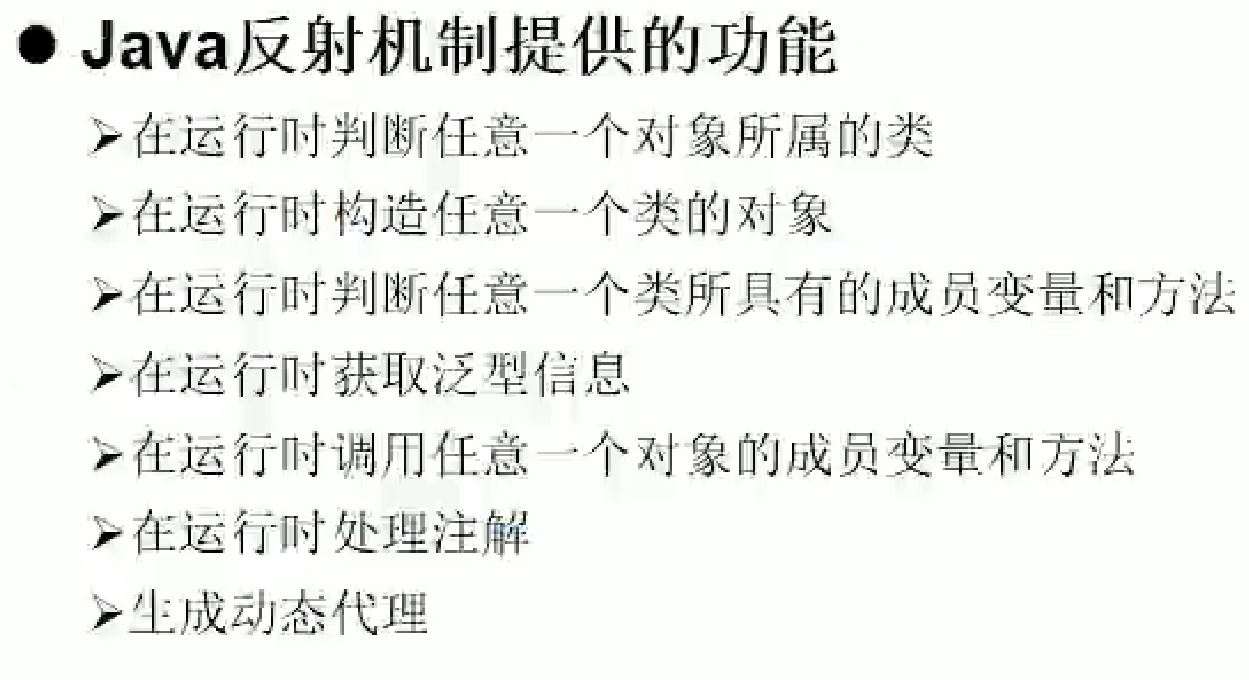 ● Java反射机制提供的功能
➢在运行时判断任意一个对象所属的类
➢在运行时构造任意一个类的对象
➢在运行时判断任意一个类所具有的成员变量和方法
➢在运行时获取泛型信息
➢在运行时调用任意一个对象的成员变量和方法
➢在运行时处理注解
➢生成动态代理